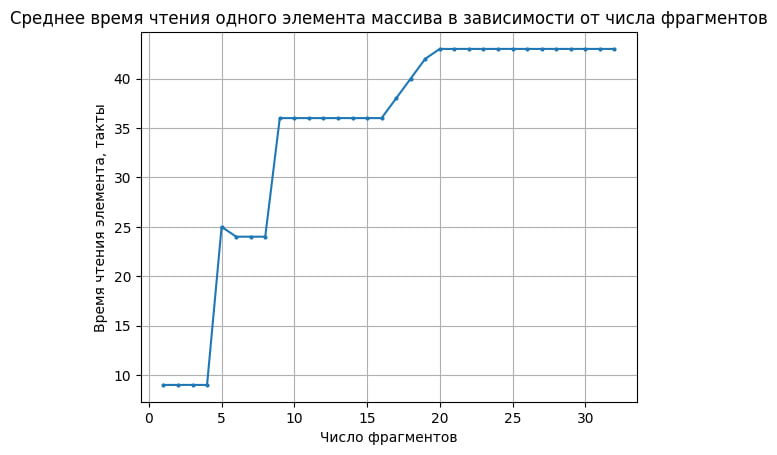 Среднее время чтения одного элемента массива в зависимости от числа фрагментов
Время чтения элемента, такты
40
35
30
25
20
15
10
0 5 10 15 20 25 30
Число фрагментов